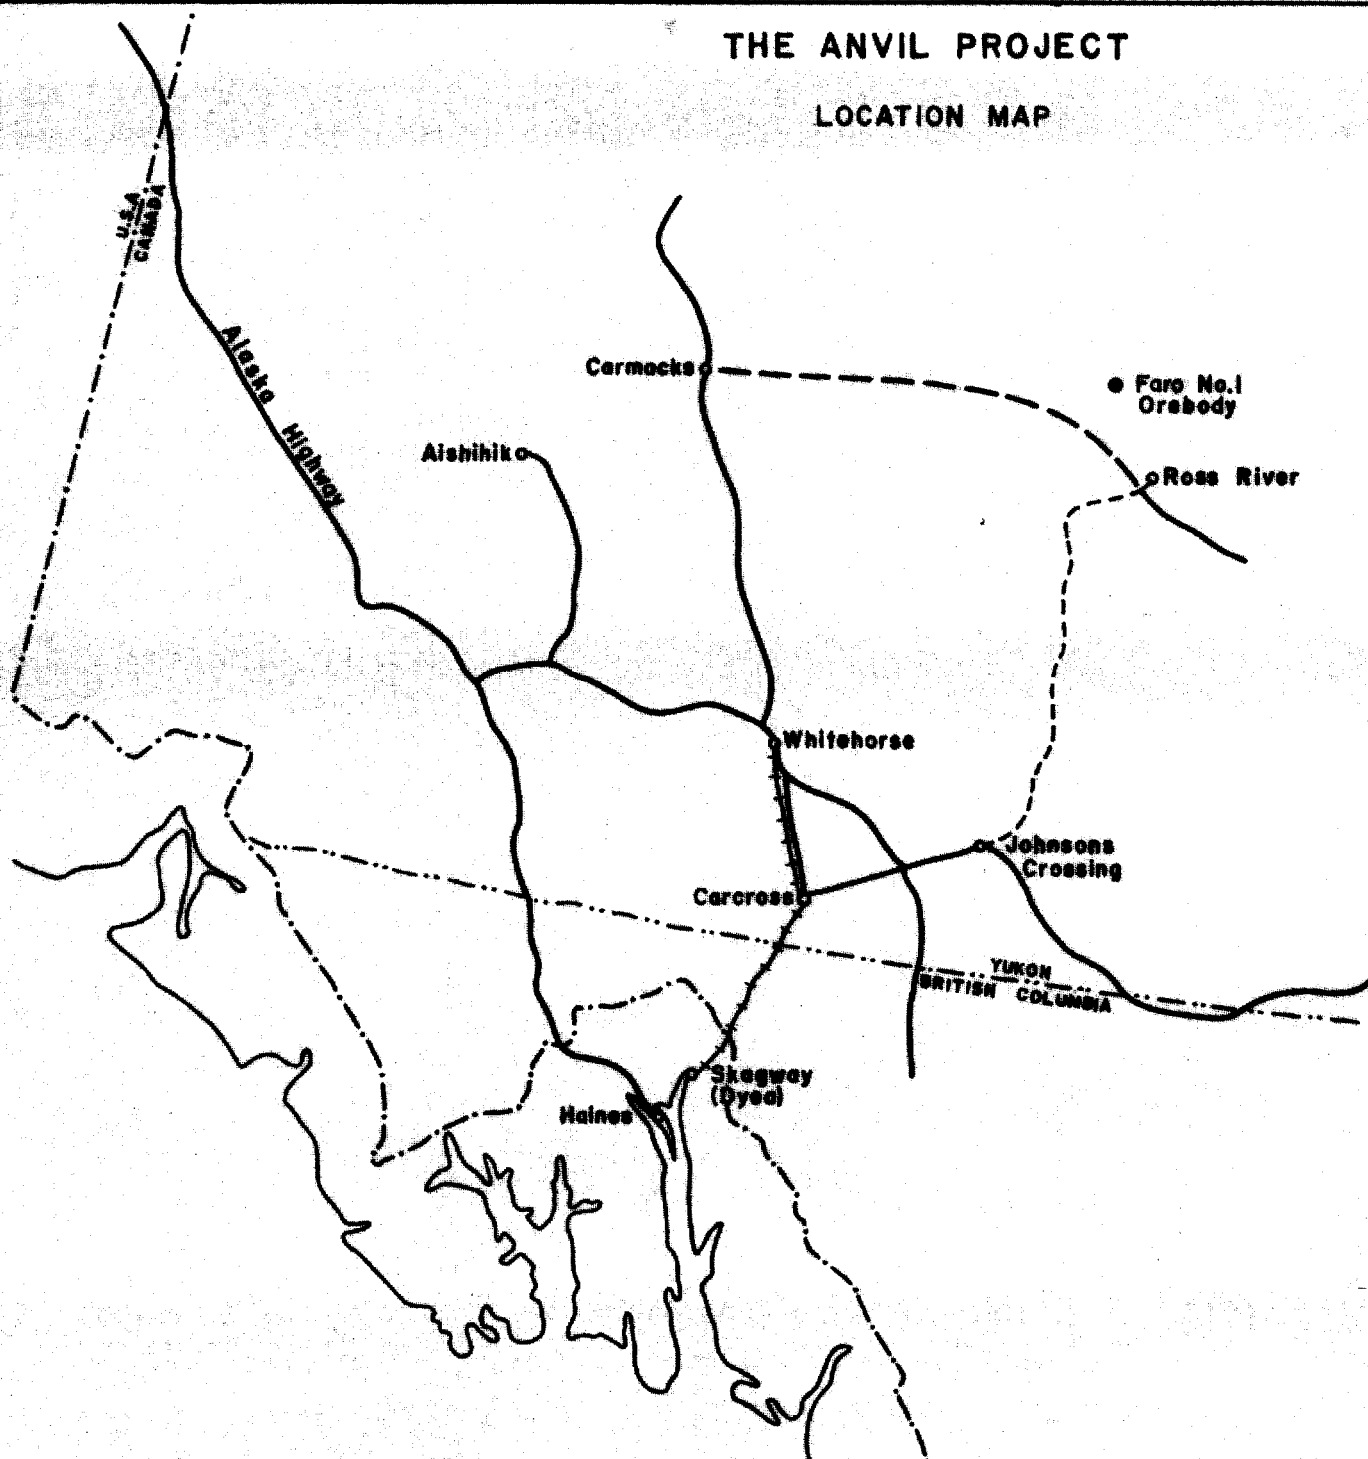 THE ANVIL PROJECT
LOCATION MAP
U.S.A
CANADA
Alaska Highway
Carmacks
Faro No.1
Orebody
Aishihik
Ross River
Whitehorse
Johnsons
Crossing
Carcross
YUKON
BRITISH COLUMBIA
Skagway
(Dyea)
Haines